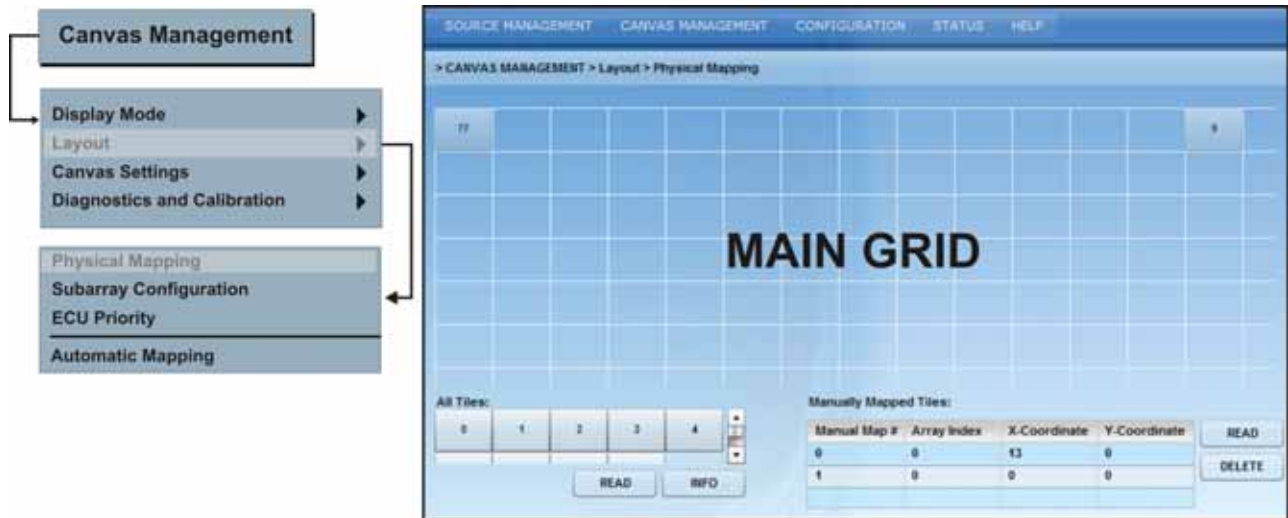 Canvas Management
Display Mode
Layout
Canvas Settings
Diagnostics and Calibration
Physical Mapping
Subarray Configuration
ECU Priority
Automatic Mapping
SOURCE MANAGEMENT CANVAS MANAGEMENT CONFIGURATION STATUS HELP
> CANVAS MANAGEMENT > Layout > Physical Mapping
9
MAIN GRID
All Tiles:
0 1 2 3 4
READ INFO
Manually Mapped Tiles:
Manual Map # Array Index X-Coordinate Y-Coordinate
0 0 13 0
1 0 0 0
READ
DELETE